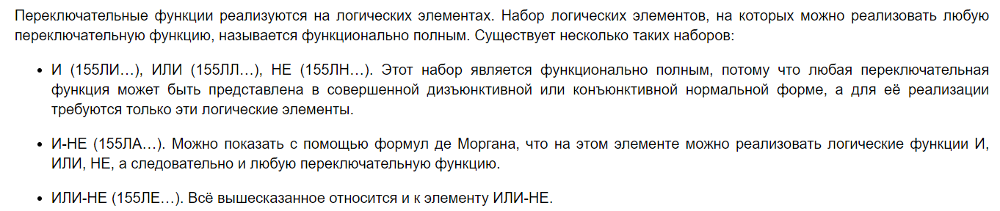 Переключательные функции реализуются на логических элементах. Набор логических элементов, на которых можно реализовать любую
переключательную функцию, называется функционально полным. Существует несколько таких наборов:
• И (155ЛИ…), ИЛИ (155ЛЛ…), НЕ (155ЛН…). Этот набор является функционально полным, потому что любая переключательная
функция может быть представлена в совершенной дизъюнктивной или конъюнктивной нормальной форме, а для её реализации
требуются только эти логические элементы.
• И-НЕ (155ЛА…). Можно показать с помощью формул де Моргана, что на этом элементе можно реализовать логические функции И,
ИЛИ, НЕ, а следовательно и любую переключательную функцию.
• ИЛИ-НЕ (155ЛЕ…). Всё вышесказанное относится и к элементу ИЛИ-НЕ.